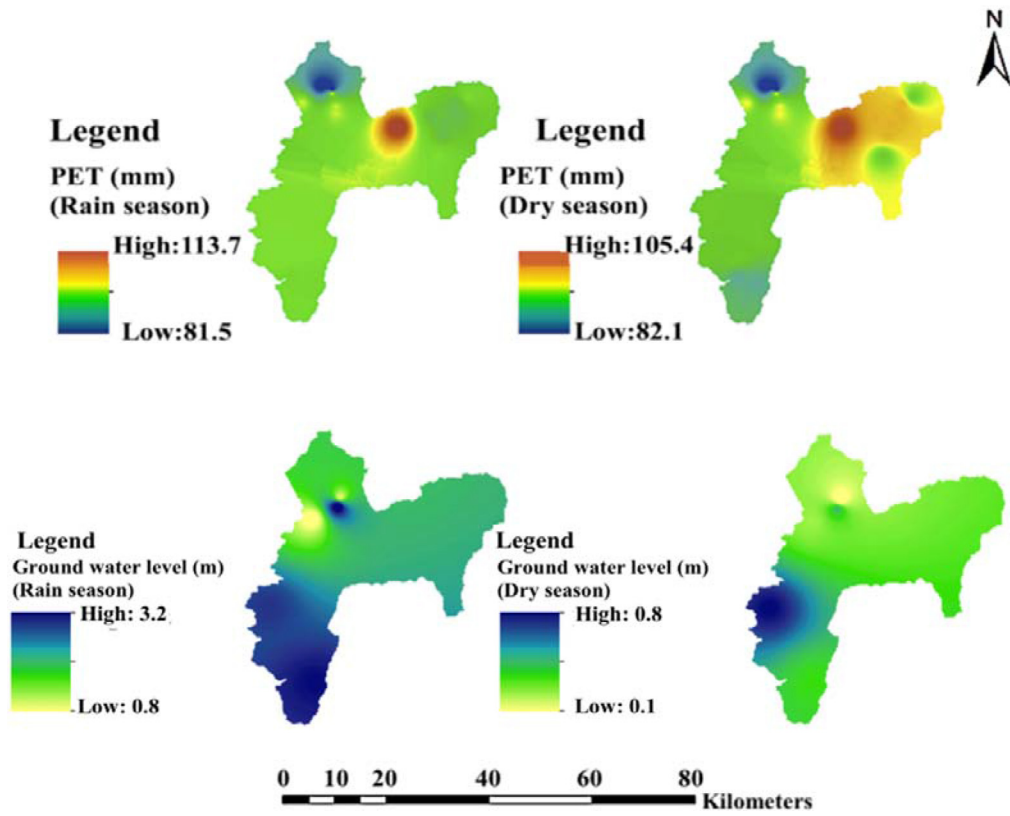 N
Legend
PET (mm)
(Rain season)
High:113.7
Low:81.5
Legend
PET (mm)
(Dry season)
High:105.4
Low:82.1
Legend
Ground water level (m)
(Rain season)
High: 3.2
Low: 0.8
Legend
Ground water level (m)
(Dry season)
High: 0.8
Low: 0.1
0 10 20 40 60 80
Kilometers